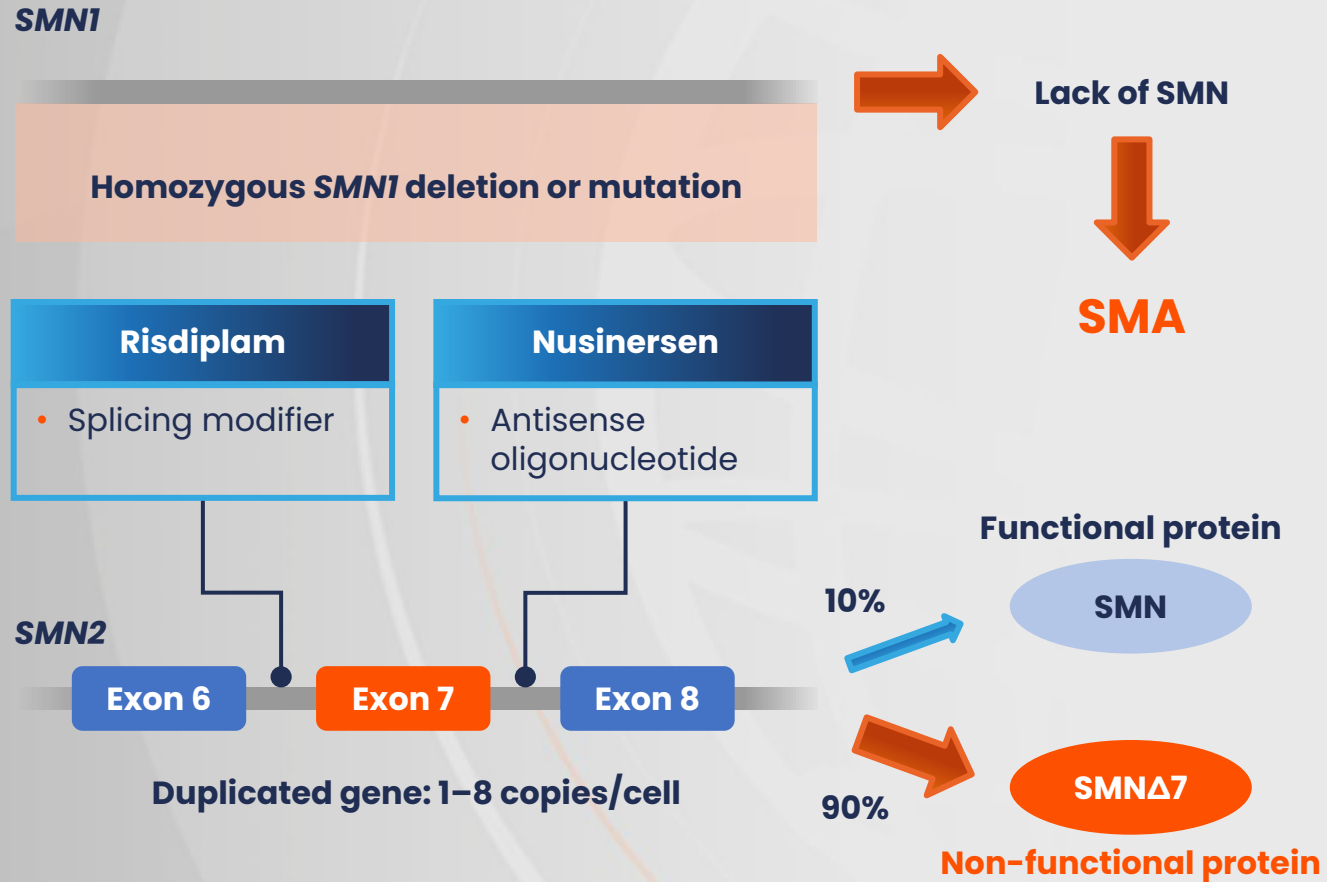 SMN1
Lack of SMN
Homozygous SMN1 deletion or mutation
SMA
Risdiplam
• Splicing modifier
Nusinersen
• Antisense
oligonucleotide
SMN2
Exon 6
Exon 7
Exon 8
Duplicated gene: 1–8 copies/cell
10%
Functional protein
SMN
90%
SMNΔ7
Non-functional protein